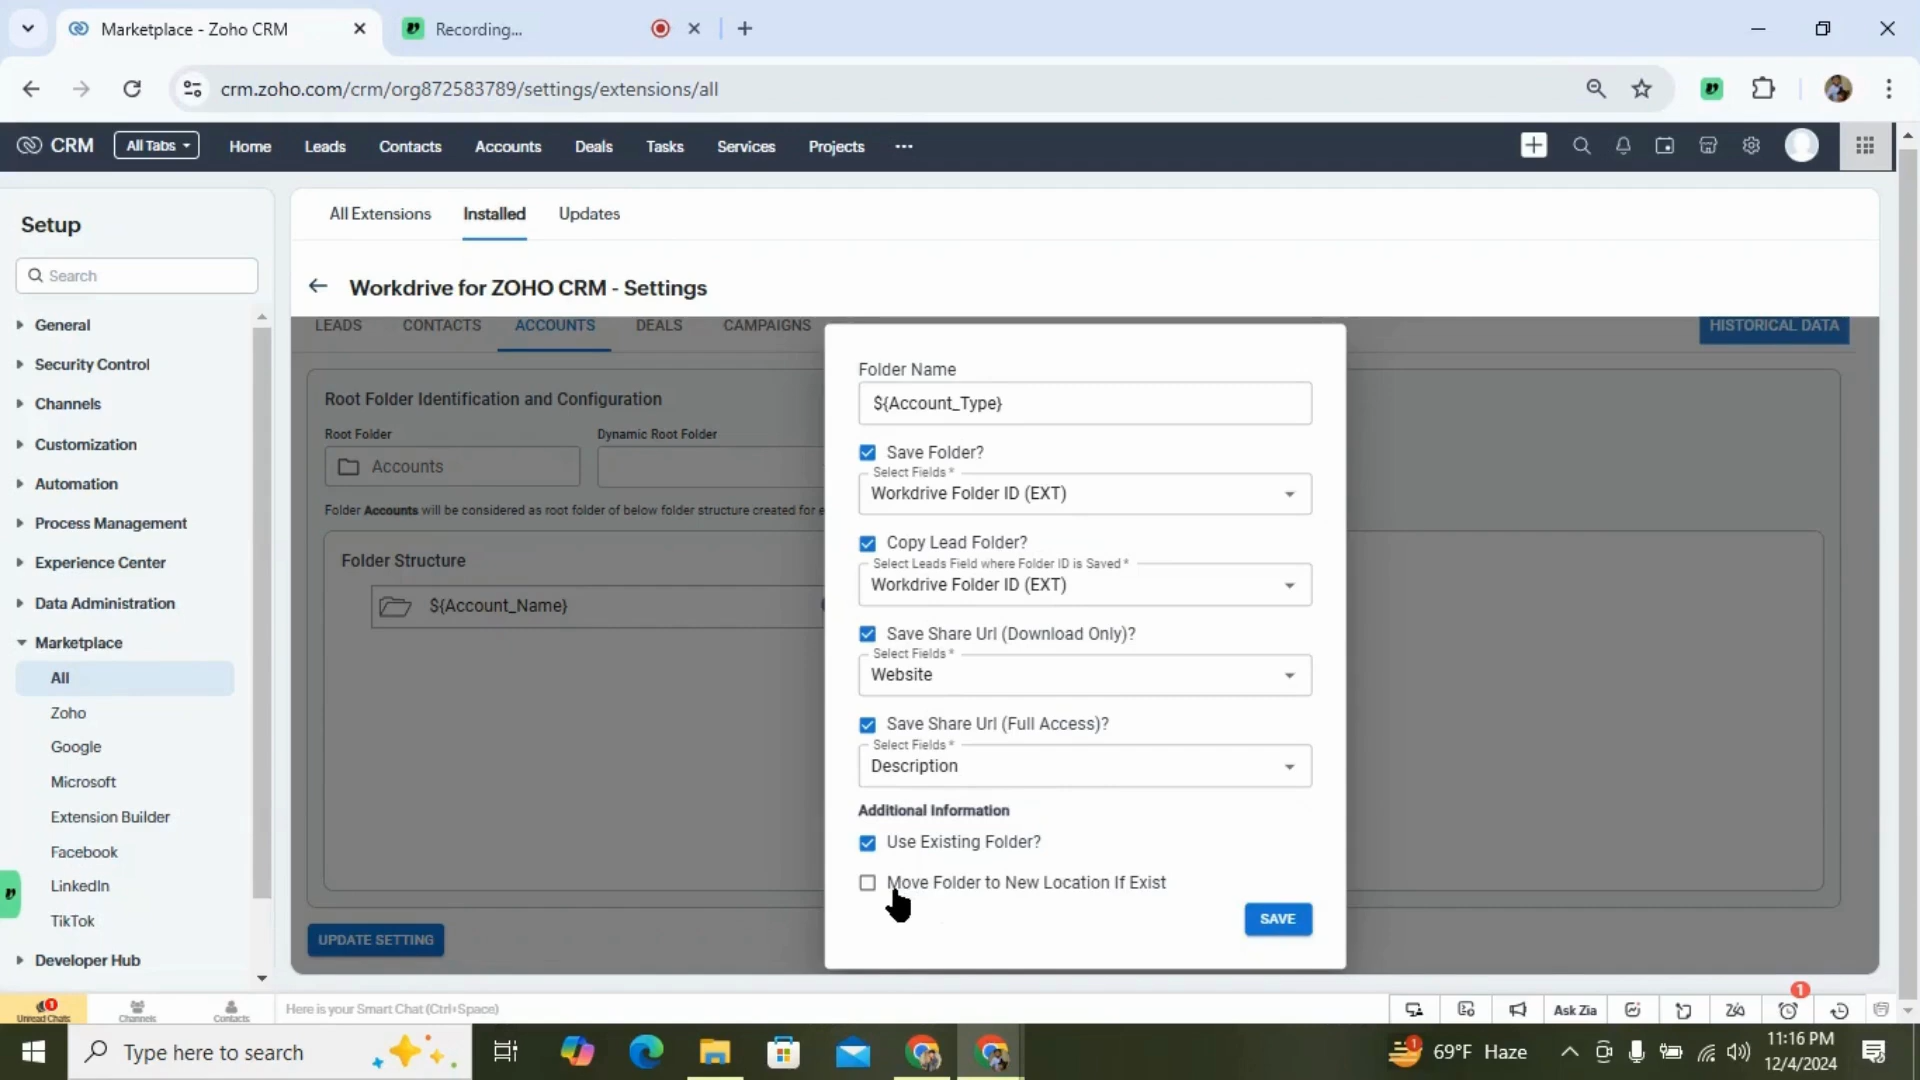 Marketplace - Zoho CRM
Recording...
crm.zoho.com/crm/org872583789/settings/extensions/all
CRM
All Tabs
Home
Leads
Contacts
Accounts
Deals
Tasks
Services
Projects
Setup
Search
General
Security Control
Channels
Customization
Automation
Process Management
Experience Center
Data Administration
Marketplace
All
Zoho
Google
Microsoft
Extension Builder
Facebook
LinkedIn
TikTok
Developer Hub
All Extensions
Installed
Updates
Workdrive for ZOHO CRM - Settings
LEADS
CONTACTS
ACCOUNTS
DEALS
CAMPAIGNS
HISTORICAL DATA
Root Folder Identification and Configuration
Root Folder
Dynamic Root Folder
Accounts
Folder Accounts will be considered as root folder of below folder structure created for
Folder Structure
${Account_Name}
UPDATE SETTING
Folder Name
${Account_Type}
Save Folder?
Select Fields *
Workdrive Folder ID (EXT)
Copy Lead Folder?
Select Leads Field where Folder ID is Saved *
Workdrive Folder ID (EXT)
Save Share Url (Download Only)?
Select Fields *
Website
Save Share Url (Full Access)?
Select Fields *
Description
Additional Information
Use Existing Folder?
Move Folder to New Location If Exist
SAVE
1
Unread Chats
Channels
Contacts
Here is your Smart Chat (Ctrl+Space)
Ask Zia
1
Type here to search
1
69°F Haze
11:16 PM
12/4/2024